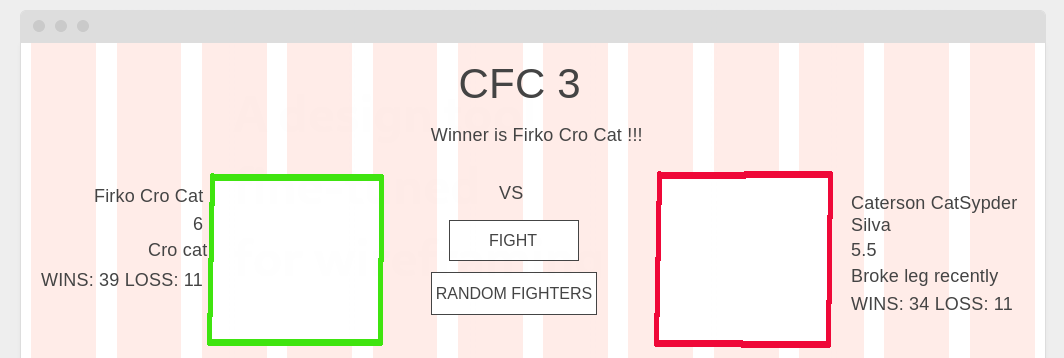 CFC 3
Winner is Firko Cro Cat !!!
Firko Cro Cat
6
Cro cat
WINS: 39 LOSS: 11
VS
FIGHT
RANDOM FIGHTERS
Caterson CatSypder
Silva
5.5
Broke leg recently
WINS: 34 LOSS: 11